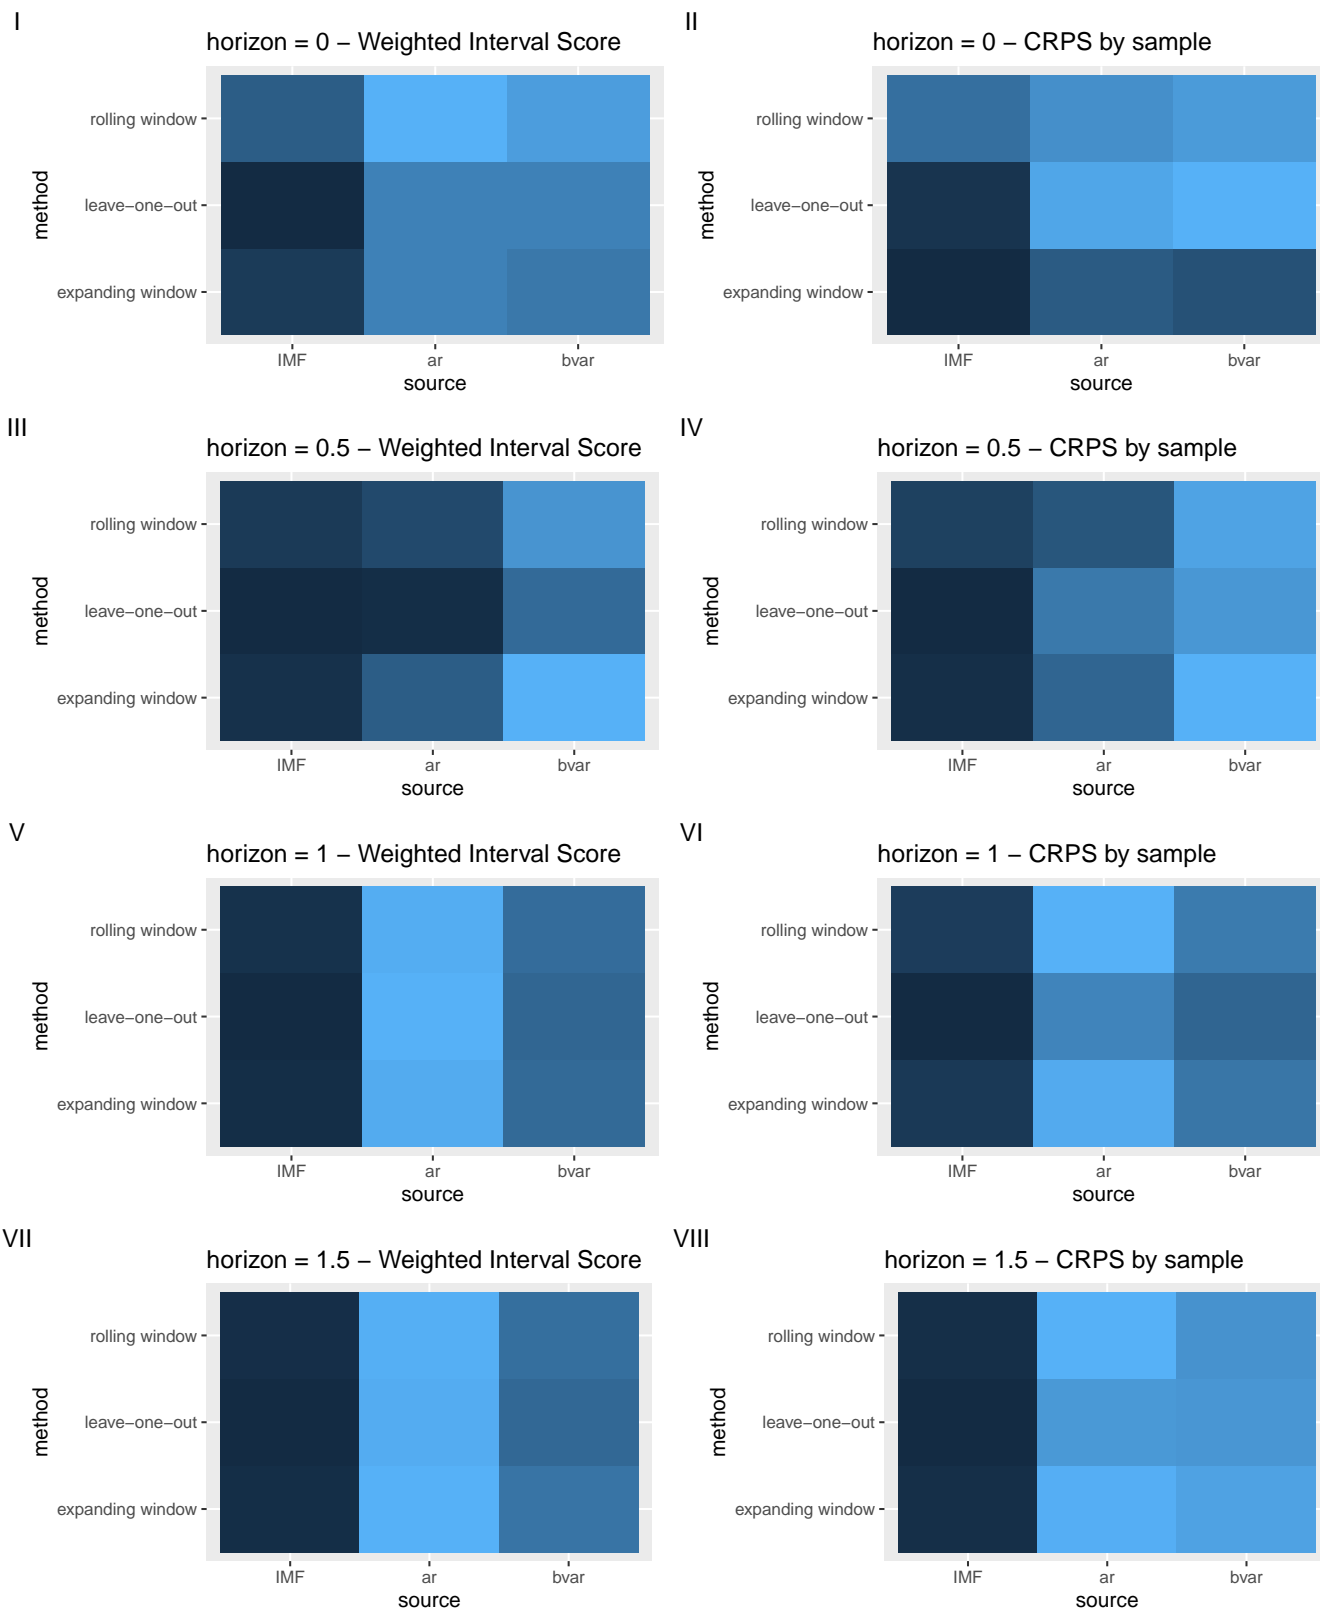 I
horizon = 0 – Weighted Interval Score
method
rolling window
leave−one−out
expanding window
IMF ar bvar
source
II
horizon = 0 – CRPS by sample
method
rolling window
leave−one−out
expanding window
IMF ar bvar
source
III
horizon = 0.5 – Weighted Interval Score
method
rolling window
leave−one−out
expanding window
IMF ar bvar
source
IV
horizon = 0.5 – CRPS by sample
method
rolling window
leave−one−out
expanding window
IMF ar bvar
source
V
horizon = 1 – Weighted Interval Score
method
rolling window
leave−one−out
expanding window
IMF ar bvar
source
VI
horizon = 1 – CRPS by sample
method
rolling window
leave−one−out
expanding window
IMF ar bvar
source
VII
horizon = 1.5 – Weighted Interval Score
method
rolling window
leave−one−out
expanding window
IMF ar bvar
source
VIII
horizon = 1.5 – CRPS by sample
method
rolling window
leave−one−out
expanding window
IMF ar bvar
source